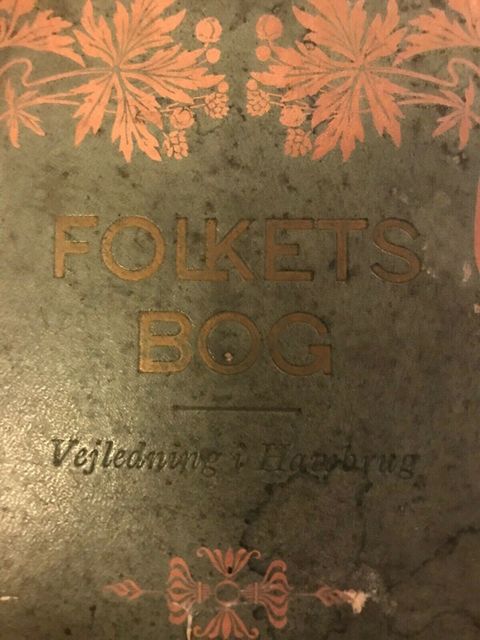 FOLKETS
BOG
Vejledning i Havebrug